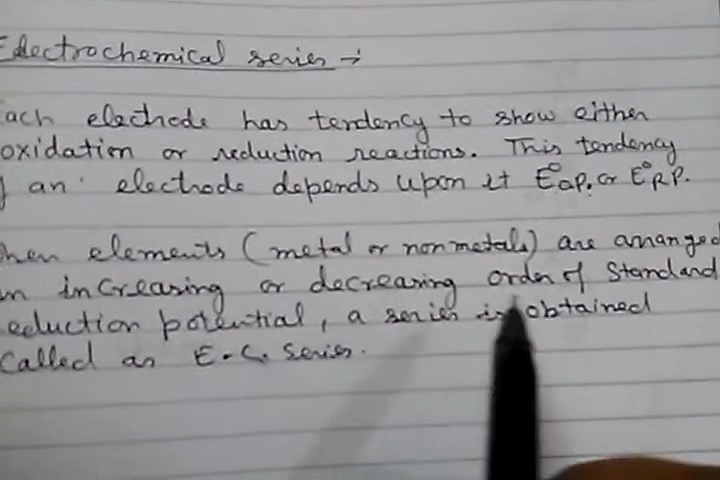 Electrochemical series →
ach electrode has tendency to show either
oxidation or reduction reactions. This tendency
an electrode depends upon it E°OP. or E°RP.
hen elements (metal or nonmetals) are arranged
in increasing or decreasing order of Standard
eduction potential, a series is obtained
Called as E.C. Series.